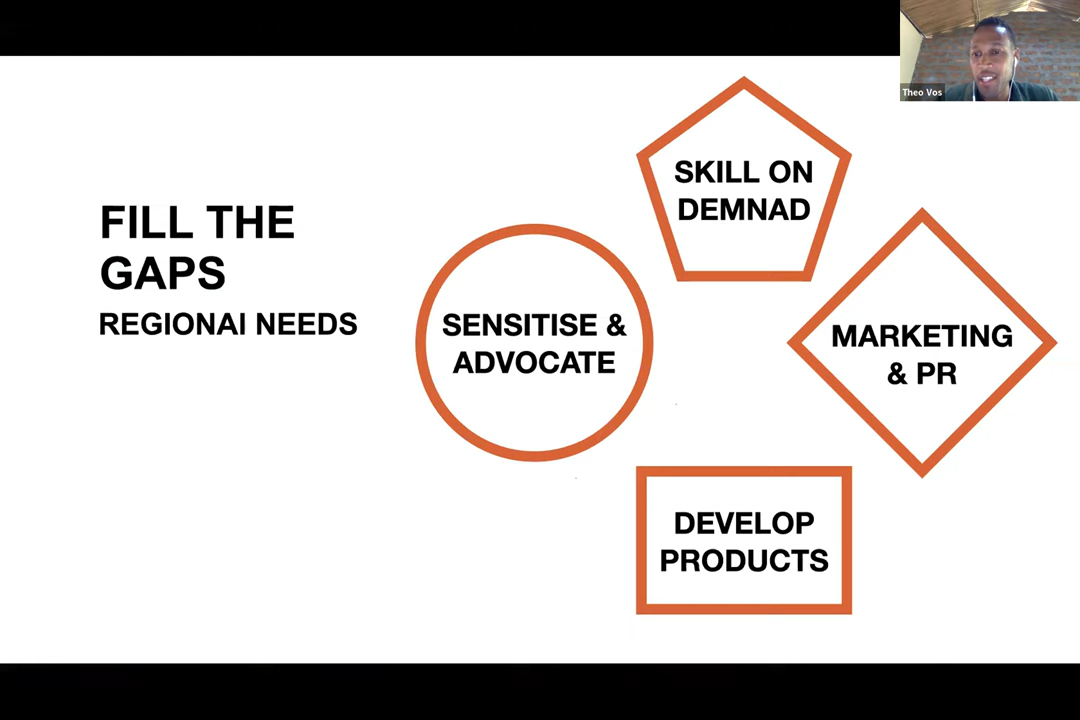 Theo Vos
FILL THE
GAPS
REGIONAI NEEDS
SKILL ON
DEMNAD
SENSITISE &
ADVOCATE
MARKETING
& PR
DEVELOP
PRODUCTS